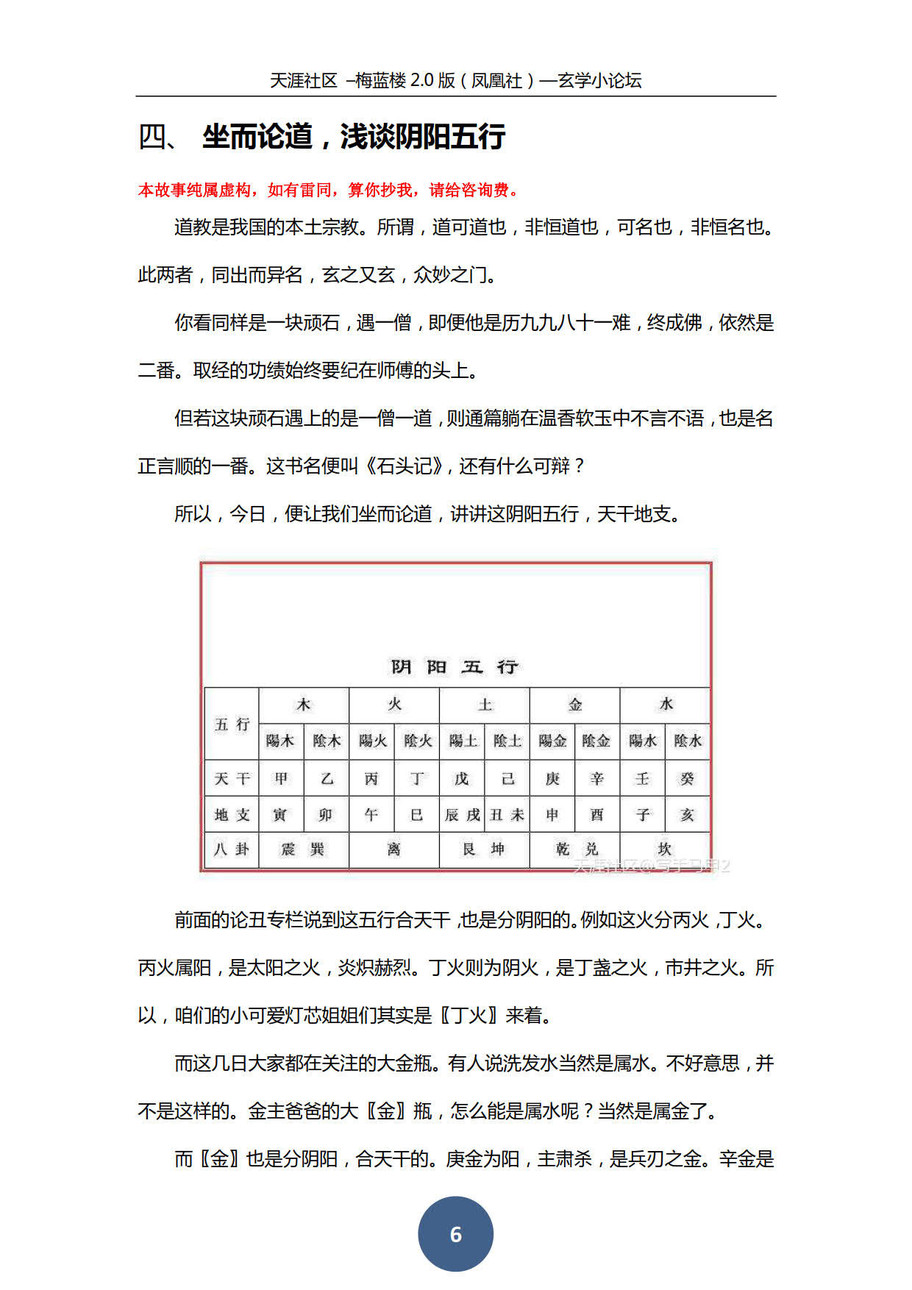 天涯社区 –梅蓝楼 2.0 版（凤凰社）—玄学小论坛
四、 坐而论道，浅谈阴阳五行
本故事纯属虚构，如有雷同，算你抄我，请给咨询费。
道教是我国的本土宗教。所谓，道可道也，非恒道也，可名也，非恒名也。
此两者，同出而异名，玄之又玄，众妙之门。
你看同样是一块顽石，遇一僧，即便他是历九九八十一难，终成佛，依然是
二番。取经的功绩始终要纪在师傅的头上。
但若这块顽石遇上的是一僧一道，则通篇躺在温香软玉中不言不语，也是名
正言顺的一番。这书名便叫《石头记》，还有什么可辩？
所以，今日，便让我们坐而论道，讲讲这阴阳五行，天干地支。
阴 阳 五 行
五 行 木 火 土 金 水
陽木 陰木 陽火 陰火 陽土 陰土 陽金 陰金 陽水 陰水
天 干 甲 乙 丙 丁 戊 己 庚 辛 壬 癸
地 支 寅 卯 午 巳 辰 戌 丑 未 申 酉 子 亥
八 卦 震 巽 离 艮 坤 乾 兑 坎
天涯社区@写手马甲2
前面的论丑专栏说到这五行合天干，也是分阴阳的。例如这火分丙火，丁火。
丙火属阳，是太阳之火，炎炽赫烈。丁火则为阴火，是丁盏之火，市井之火。所
以，咱们的小可爱灯芯姐姐们其实是〖丁火〗来着。
而这几日大家都在关注的大金瓶。有人说洗发水当然是属水。不好意思，并
不是这样的。金主爸爸的大〖金〗瓶，怎么能是属水呢？当然是属金了。
而〖金〗也是分阴阳，合天干的。庚金为阳，主肃杀，是兵刃之金。辛金是
6